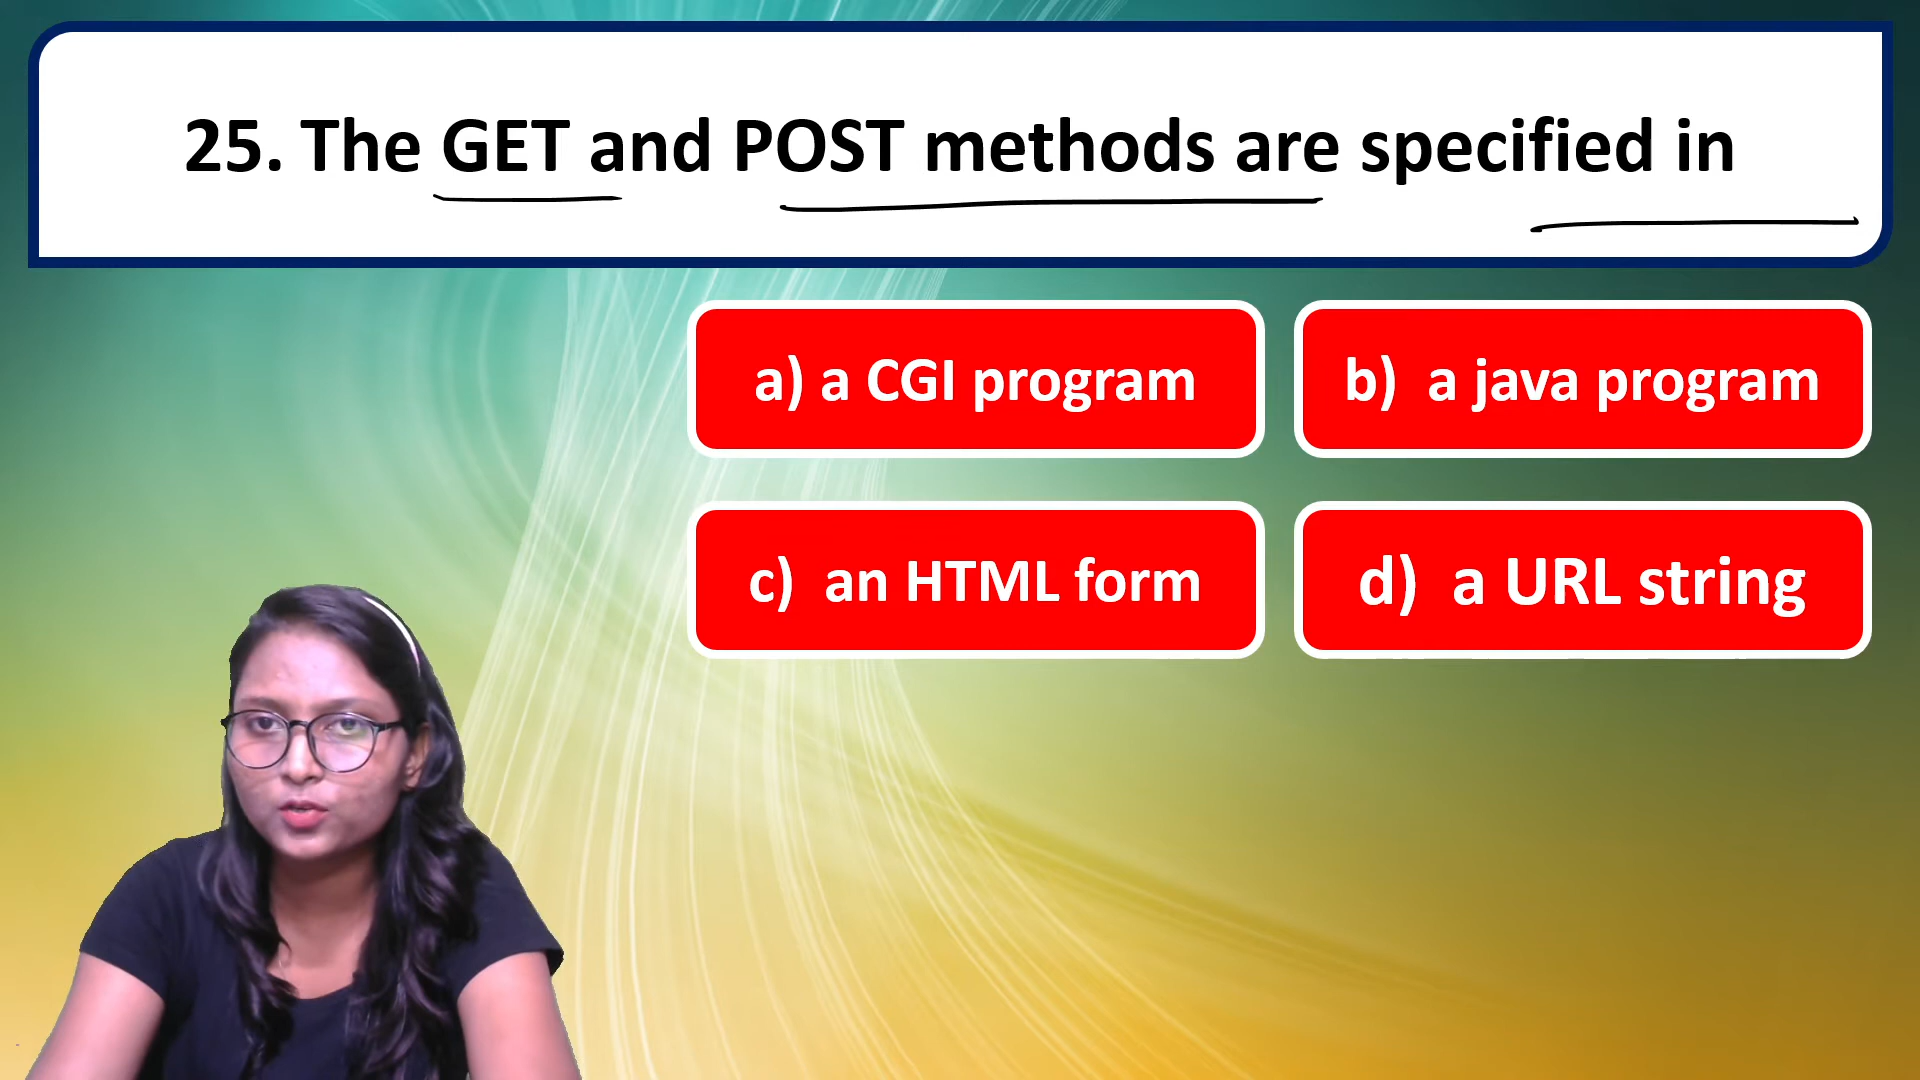 25. The GET and POST methods are specified in
a) a CGI program
b) a java program
c) an HTML form
d) a URL string